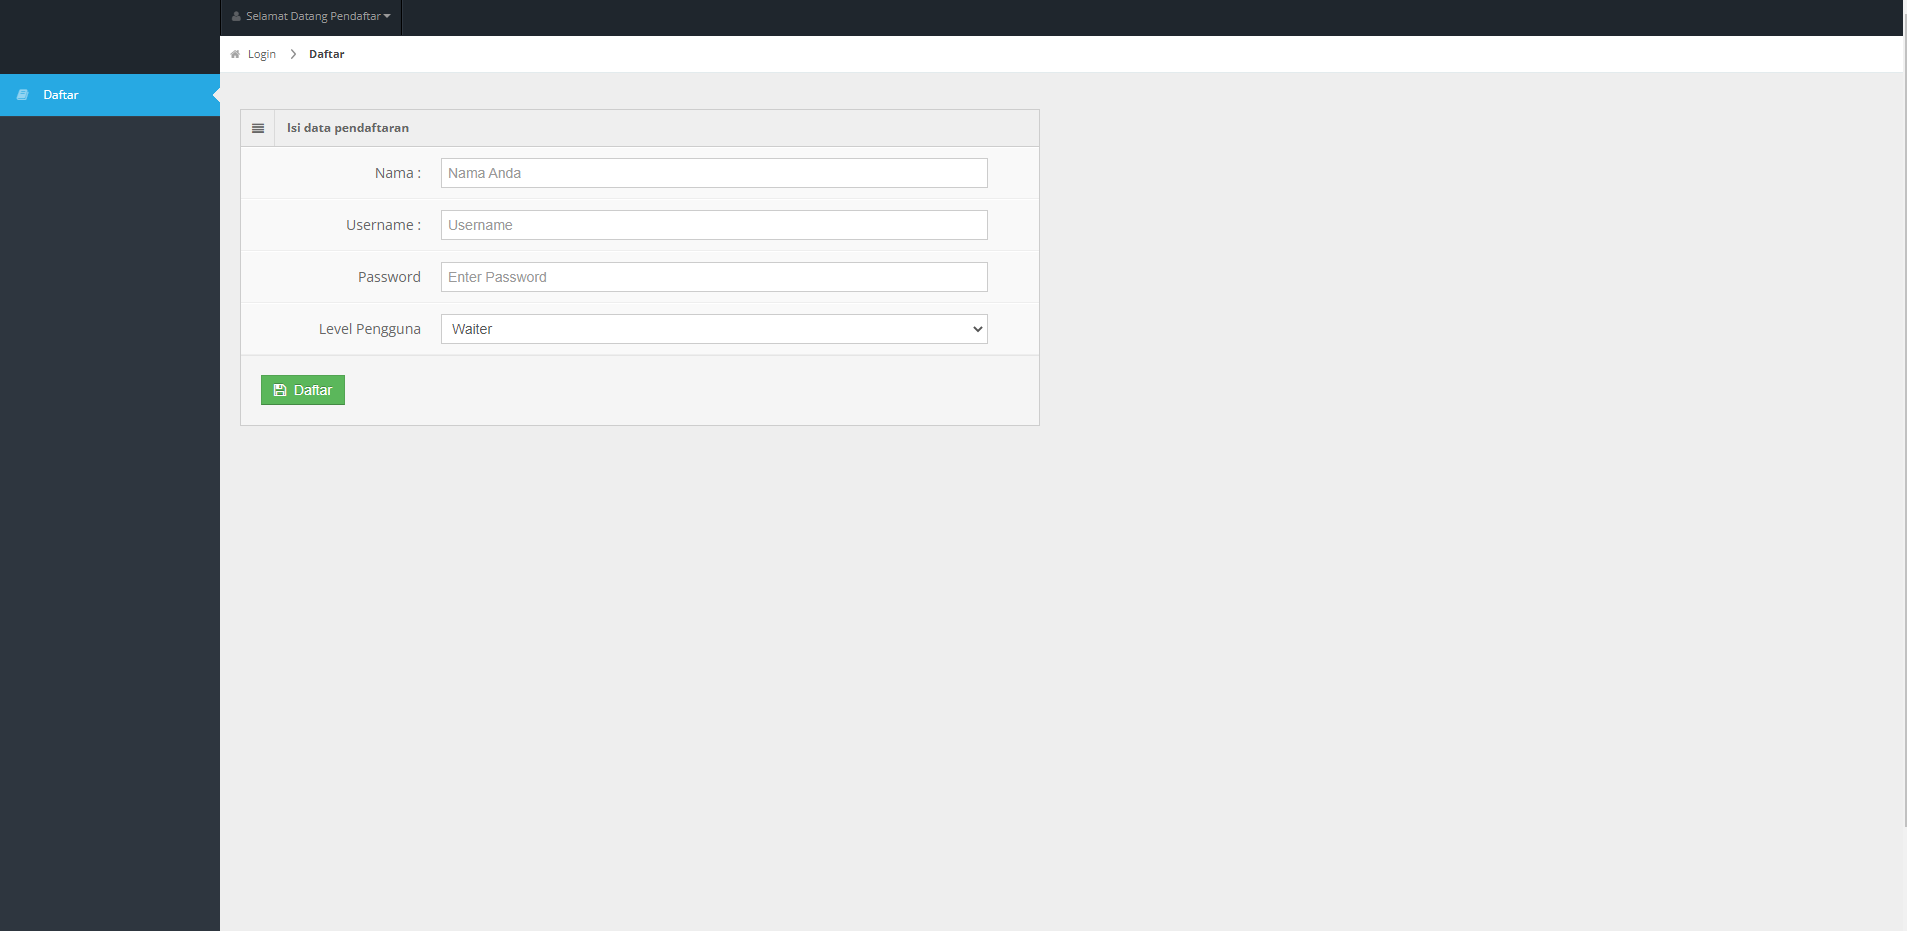 Selamat Datang Pendaftar
Login Daftar
Daftar
Isi data pendaftaran
Nama : Nama Anda
Username : Username
Password Enter Password
Level Pengguna Waiter
Daftar